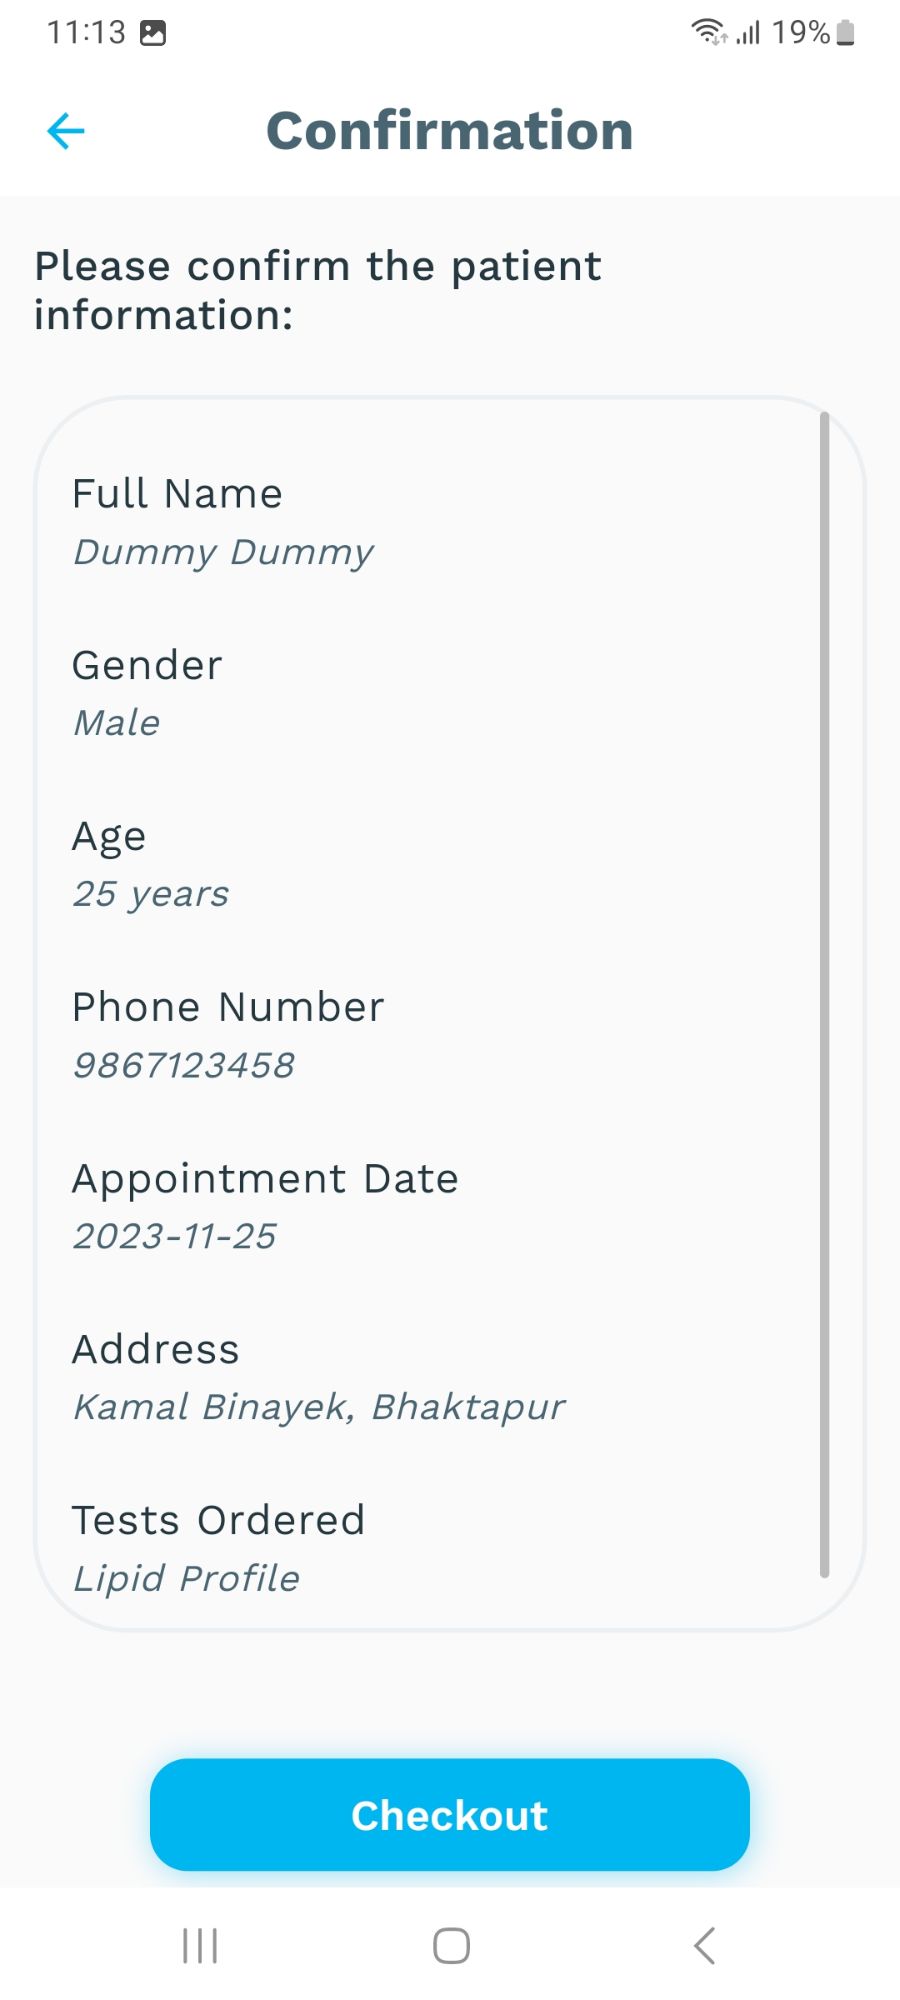 11:13
19%
Confirmation
Please confirm the patient
information:
Full Name
Dummy Dummy
Gender
Male
Age
25 years
Phone Number
9867123458
Appointment Date
2023-11-25
Address
Kamal Binayek, Bhaktapur
Tests Ordered
Lipid Profile
Checkout